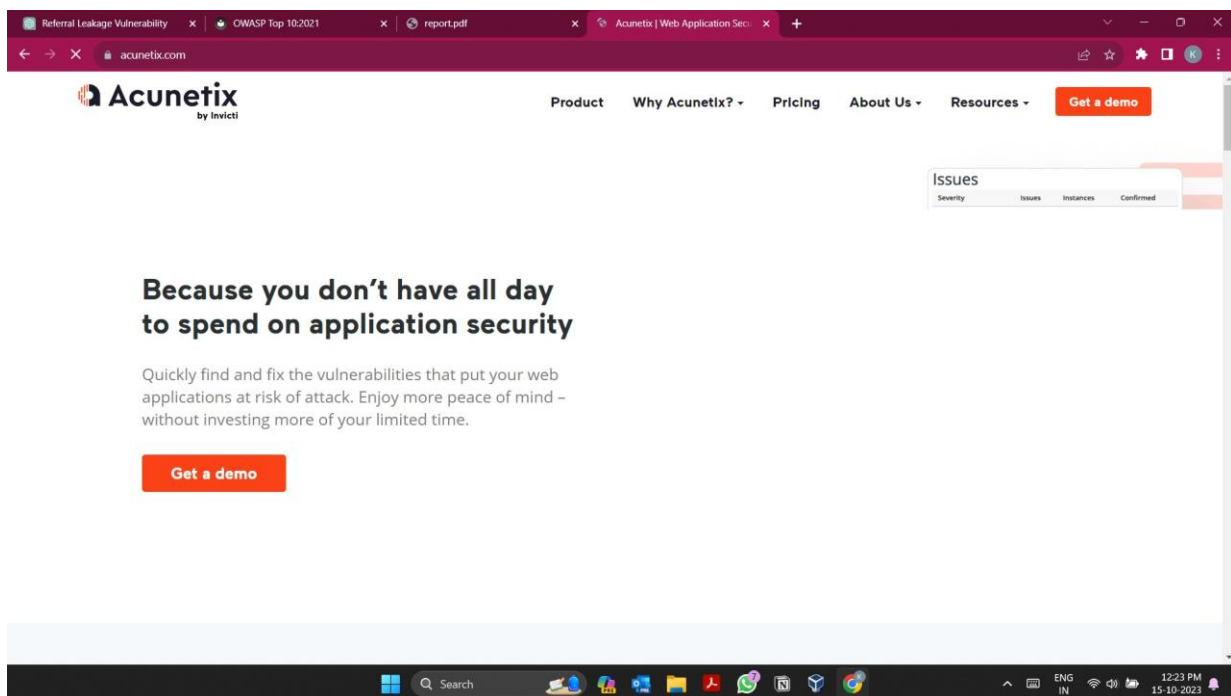 Referral Leakage Vulnerability
OWASP Top 10:2021
report.pdf
Acunetix | Web Application Secu
acunetix.com
K
Acunetix
by Invicti
Product
Why Acunetix?
Pricing
About Us
Resources
Get a demo
Issues
Severity Issues Instances Confirmed
Because you don't have all day
to spend on application security
Quickly find and fix the vulnerabilities that put your web
applications at risk of attack. Enjoy more peace of mind –
without investing more of your limited time.
Get a demo
Search
ENG
IN
12:23 PM
15-10-2023